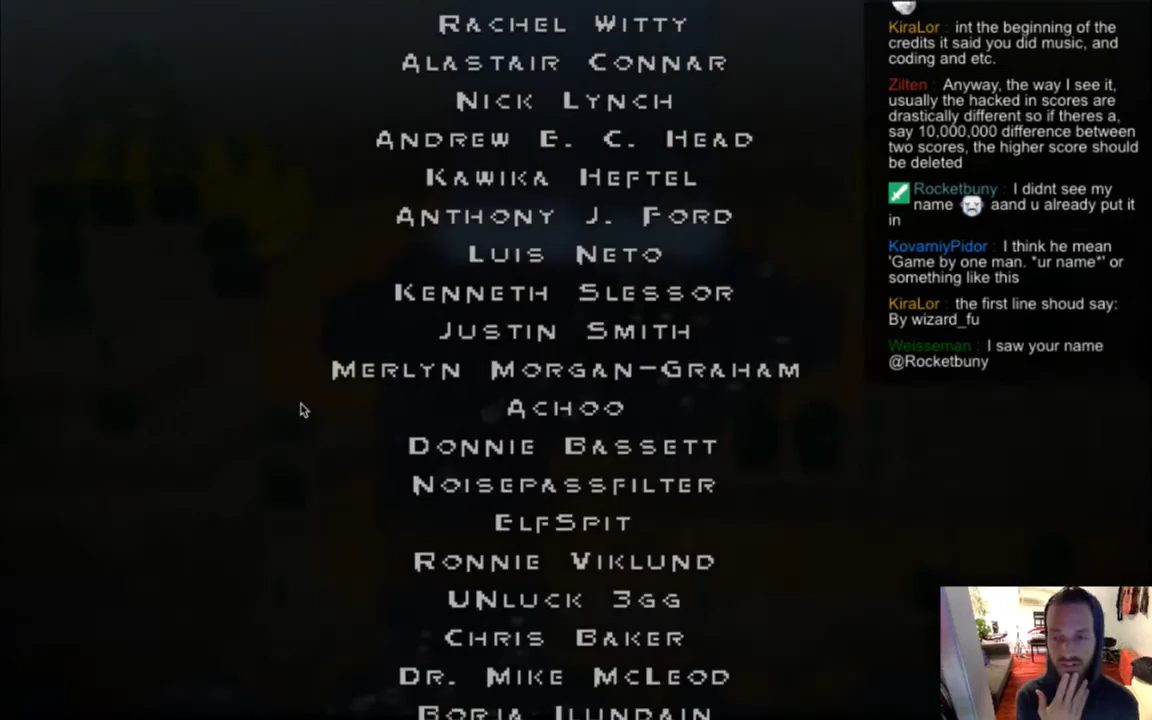 Rachel Witty
Alastair Connar
Nick Lynch
Andrew E. C. Head
Kawika Heftel
Anthony J. Ford
Luis Neto
Kenneth Slessor
Justin Smith
Merlyn Morgan-Graham
Achoo
Donnie Bassett
Noisepassfilter
ElfSpit
Ronnie Viklund
UNluck 3gg
Chris Baker
Dr. Mike McLeod
Borja Ilundain
KiraLor : int the beginning of the
credits it said you did music, and
coding and etc.
Zilten : Anyway, the way I see it,
usually the hacked in scores are
drastically different so if theres a,
say 10,000,000 difference between
two scores, the higher score should
be deleted
Rocketbuny : I didnt see my
name aand u already put it
in
KovarniyPidor : I think he mean
'Game by one man. *ur name*' or
something like this
KiraLor : the first line shoud say:
By wizard_fu
Weisseman : I saw your name
@Rocketbuny